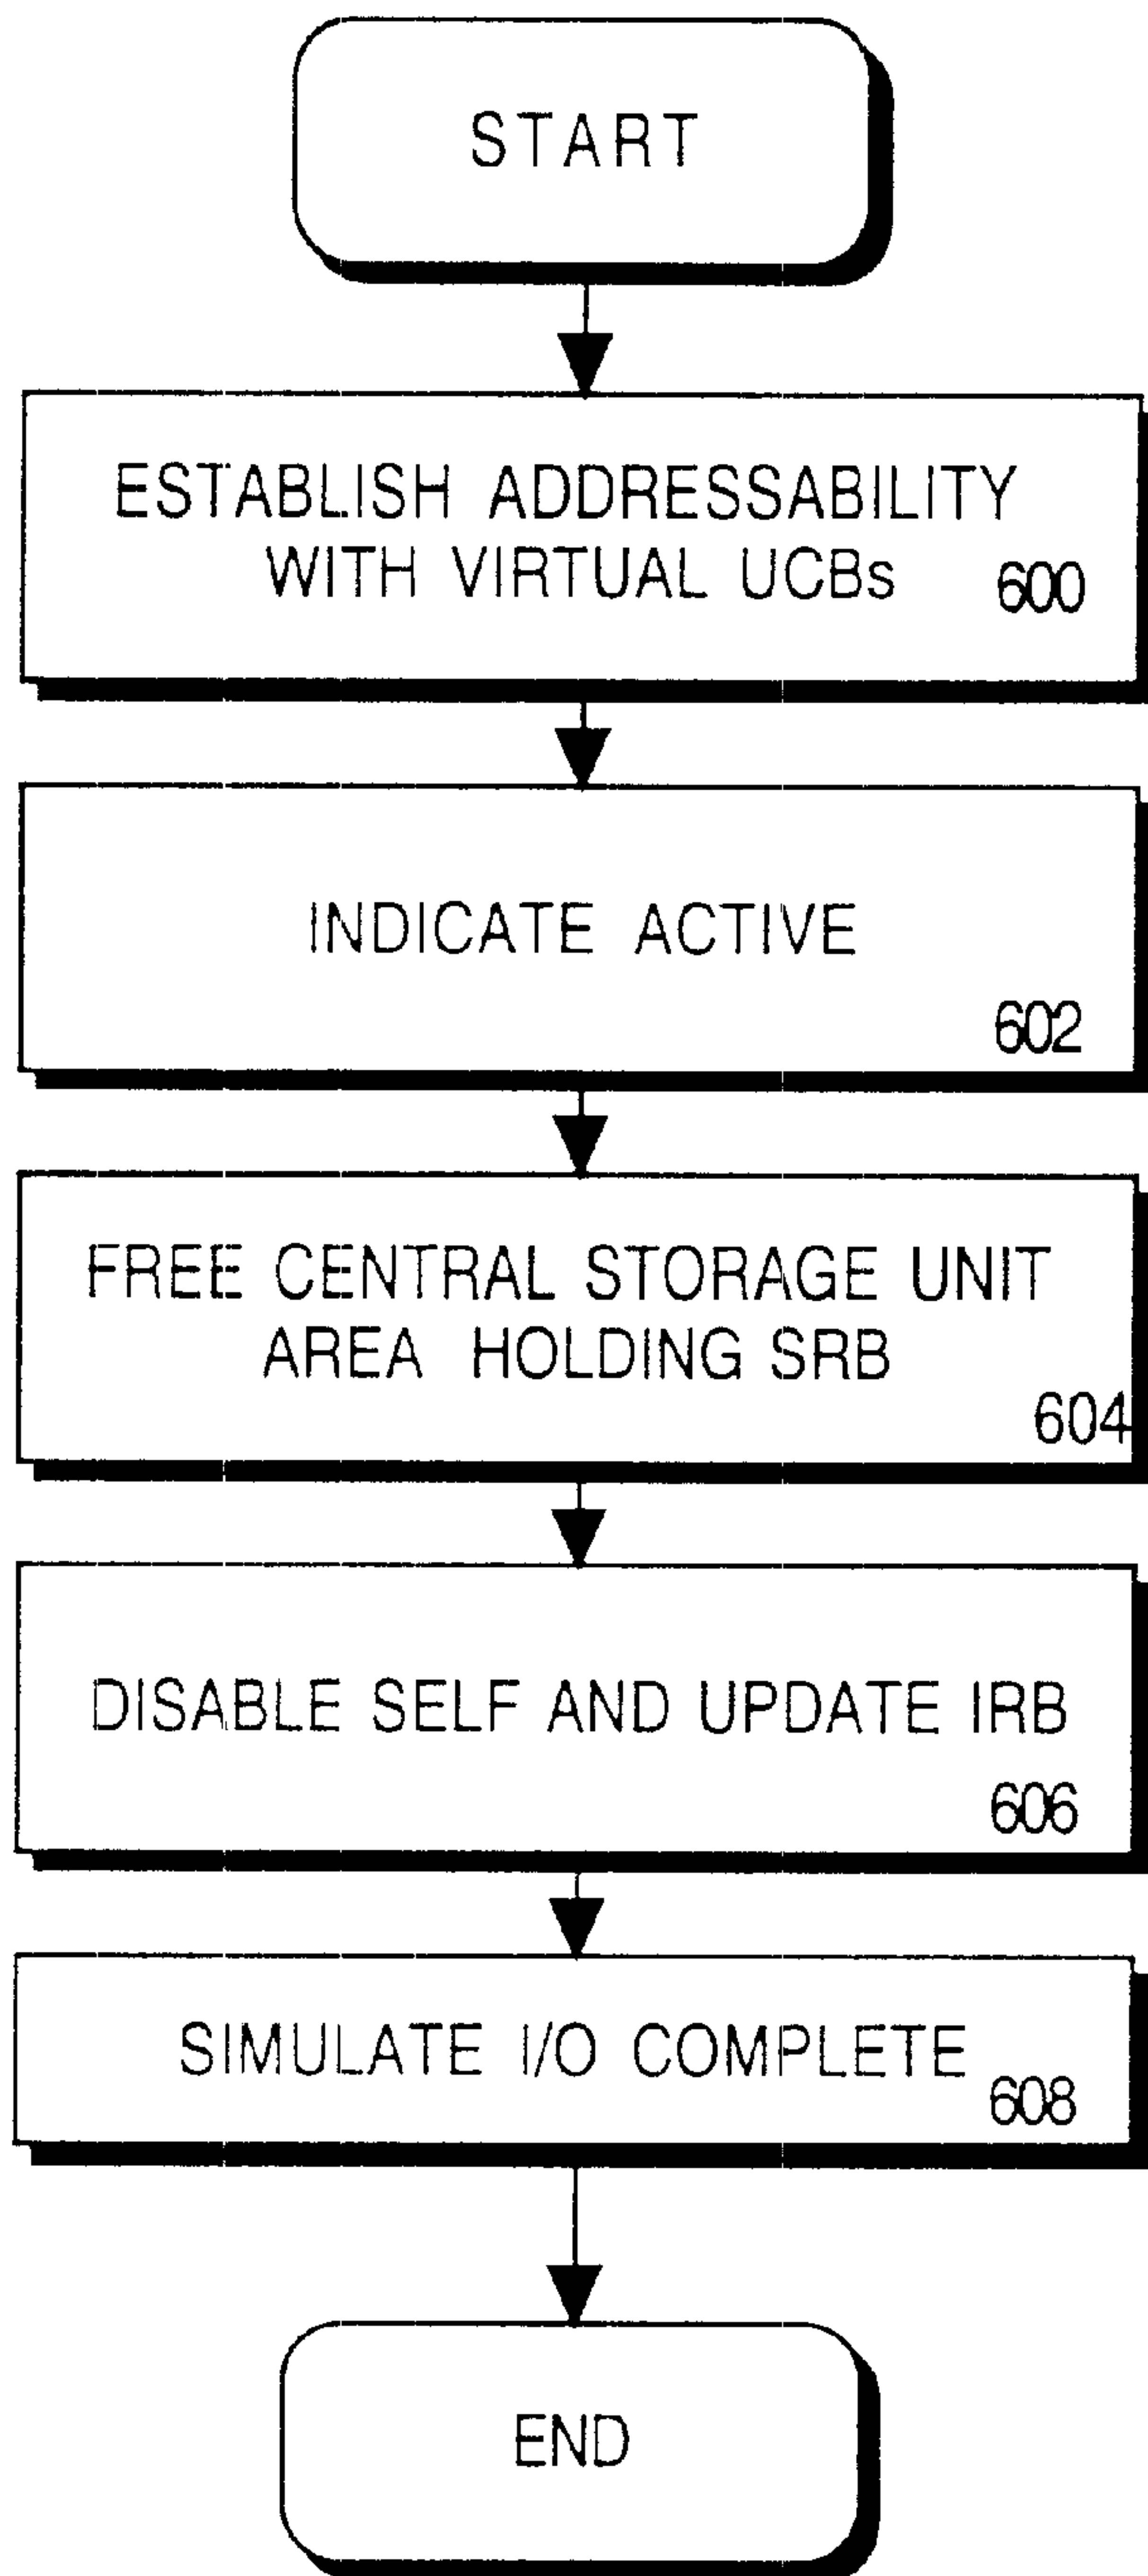 START
ESTABLISH ADDRESSABILITY
WITH VIRTUAL UCBs
600
INDICATE ACTIVE
602
FREE CENTRAL STORAGE UNIT
AREA HOLDING SRB
604
DISABLE SELF AND UPDATE IRB
606
SIMULATE I/O COMPLETE
608
END